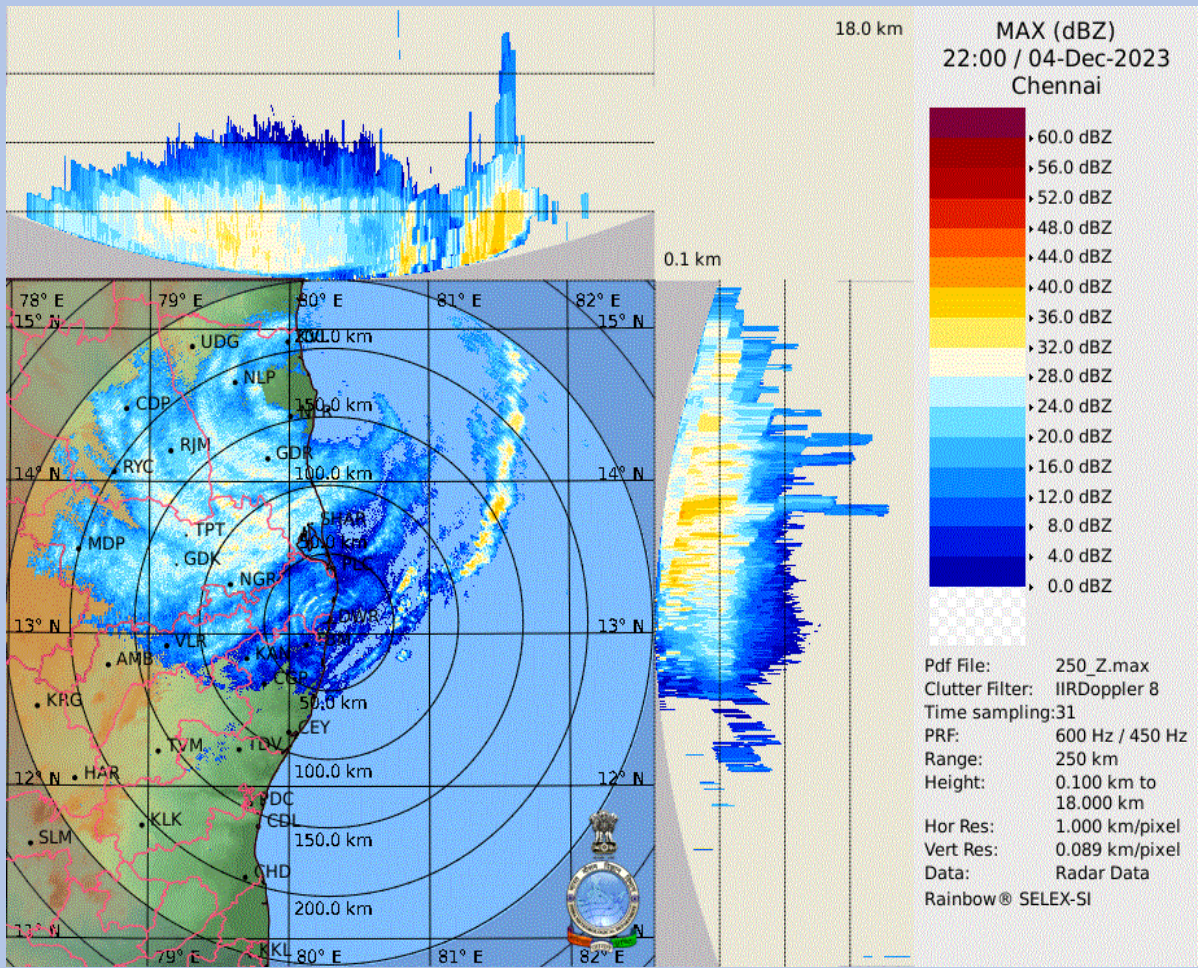 18.0 km
0.1 km
MAX (dBZ)
22:00 / 04-Dec-2023
Chennai
60.0 dBZ
56.0 dBZ
52.0 dBZ
48.0 dBZ
44.0 dBZ
40.0 dBZ
36.0 dBZ
32.0 dBZ
28.0 dBZ
24.0 dBZ
20.0 dBZ
16.0 dBZ
12.0 dBZ
8.0 dBZ
4.0 dBZ
0.0 dBZ
Pdf File: 250_Z.max
Clutter Filter: IIRDoppler 8
Time sampling:31
PRF: 600 Hz / 450 Hz
Range: 250 km
Height: 0.100 km to
18.000 km
Hor Res: 1.000 km/pixel
Vert Res: 0.089 km/pixel
Data: Radar Data
Rainbow® SELEX-SI
78° E 79° E 80° E 81° E 82° E
15° N 15° N
UDG
NLP
CDP
150.0 km
RJM
GDR
RYC
100.0 km
14° N 14° N
SHAR
TPT
50.0 km
MDP
GDK
NGR
DWR
13° N 13° N
VLR
KAN
AMB
CGP
KRG
50.0 km
CEY
TVM
TDV
HAR
100.0 km
12° N 12° N
PDC
KLK
CDL
SLM
150.0 km
CHD
200.0 km
KKL
79° E 80° E 81° E 82° E